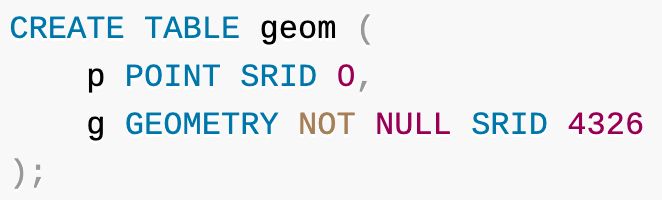 CREATE TABLE geom (
    p POINT SRID 0,
    g GEOMETRY NOT NULL SRID 4326
);